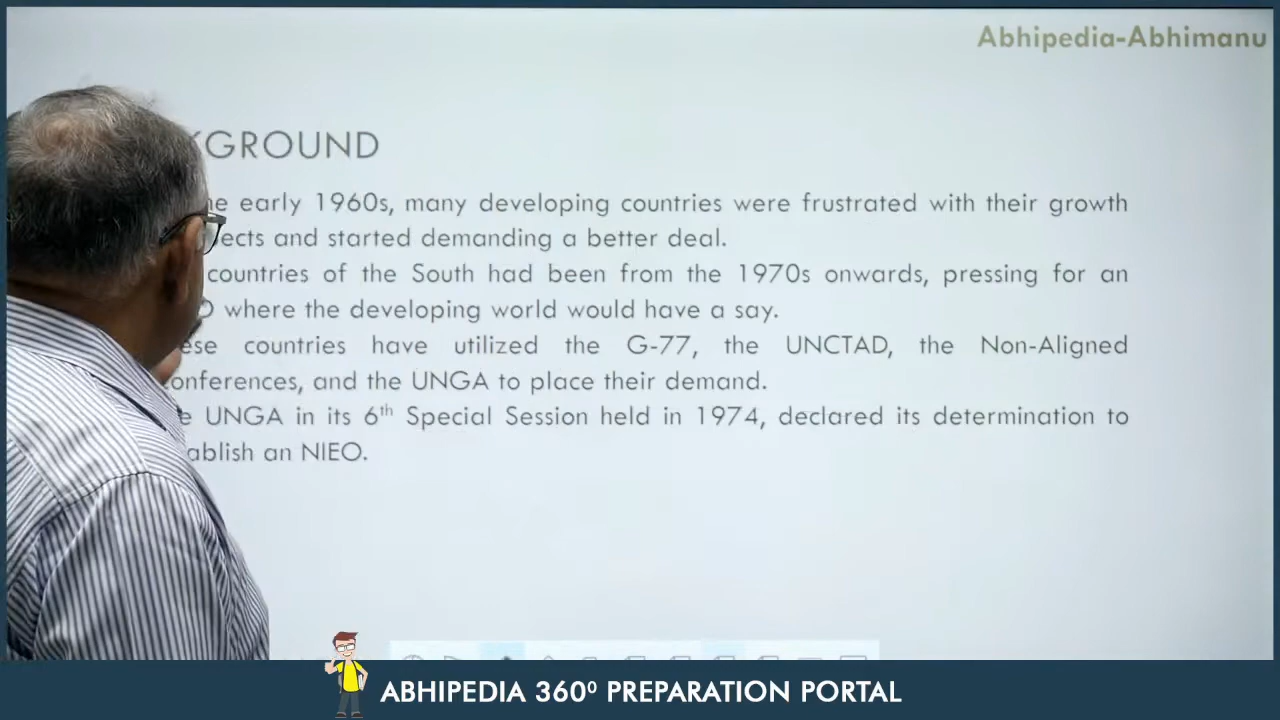 Abhipedia-Abhimanu
KGROUND
he early 1960s, many developing countries were frustrated with their growth
ects and started demanding a better deal.
countries of the South had been from the 1970s onwards, pressing for an
O where the developing world would have a say.
ese countries have utilized the G-77, the UNCTAD, the Non-Aligned
onferences, and the UNGA to place their demand.
e UNGA in its 6th Special Session held in 1974, declared its determination to
ablish an NIEO.
ABHIPEDIA 360⁰ PREPARATION PORTAL